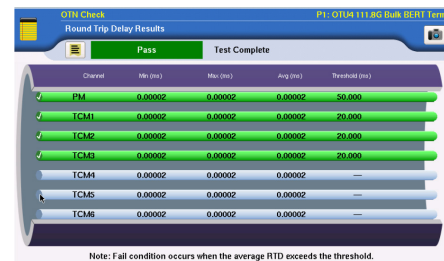 OTN Check P1: OTU4 111.8G Bulk BERT Term
Round Trip Delay Results
Pass Test Complete
Channel Min (ms) Max (ms) Avg (ms) Threshold (ms)
PM 0.00002 0.00002 0.00002 50.000
TCM1 0.00002 0.00002 0.00002 20.000
TCM2 0.00002 0.00002 0.00002 20.000
TCM3 0.00002 0.00002 0.00002 20.000
TCM4 0.00002 0.00002 0.00002 —
TCM5 0.00002 0.00002 0.00002 —
TCM6 0.00002 0.00002 0.00002 —
Note: Fail condition occurs when the average RTD exceeds the threshold.